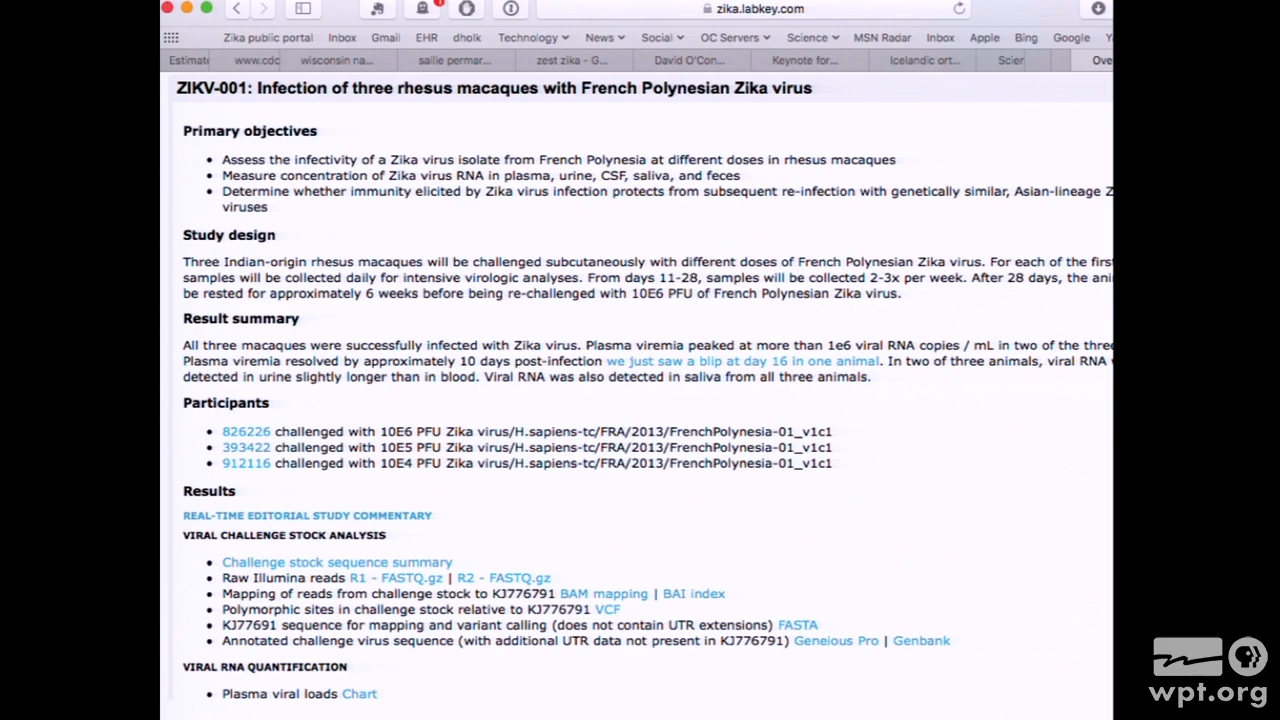 zika.labkey.com
Zika public portal Inbox Gmail EHR dholk Technology News Social OC Servers Science MSN Radar Inbox Apple Bing Google Y
Estimate www.cdc wisconsin na... sallie permar... zest zika - G... David O'Con... Keynote for... Icelandic ort... Scien Ove
ZIKV-001: Infection of three rhesus macaques with French Polynesian Zika virus
Primary objectives
• Assess the infectivity of a Zika virus isolate from French Polynesia at different doses in rhesus macaques
• Measure concentration of Zika virus RNA in plasma, urine, CSF, saliva, and feces
• Determine whether immunity elicited by Zika virus infection protects from subsequent re-infection with genetically similar, Asian-lineage Z
viruses
Study design
Three Indian-origin rhesus macaques will be challenged subcutaneously with different doses of French Polynesian Zika virus. For each of the first
samples will be collected daily for intensive virologic analyses. From days 11-28, samples will be collected 2-3x per week. After 28 days, the ani
be rested for approximately 6 weeks before being re-challenged with 10E6 PFU of French Polynesian Zika virus.
Result summary
All three macaques were successfully infected with Zika virus. Plasma viremia peaked at more than 1e6 viral RNA copies / mL in two of the three
Plasma viremia resolved by approximately 10 days post-infection we just saw a blip at day 16 in one animal. In two of three animals, viral RNA w
detected in urine slightly longer than in blood. Viral RNA was also detected in saliva from all three animals.
Participants
• 826226 challenged with 10E6 PFU Zika virus/H.sapiens-tc/FRA/2013/FrenchPolynesia-01_v1c1
• 393422 challenged with 10E5 PFU Zika virus/H.sapiens-tc/FRA/2013/FrenchPolynesia-01_v1c1
• 912116 challenged with 10E4 PFU Zika virus/H.sapiens-tc/FRA/2013/FrenchPolynesia-01_v1c1
Results
REAL-TIME EDITORIAL STUDY COMMENTARY
VIRAL CHALLENGE STOCK ANALYSIS
• Challenge stock sequence summary
• Raw Illumina reads R1 - FASTQ.gz | R2 - FASTQ.gz
• Mapping of reads from challenge stock to KJ776791 BAM mapping | BAI index
• Polymorphic sites in challenge stock relative to KJ776791 VCF
• KJ77691 sequence for mapping and variant calling (does not contain UTR extensions) FASTA
• Annotated challenge virus sequence (with additional UTR data not present in KJ776791) Geneious Pro | Genbank
VIRAL RNA QUANTIFICATION
• Plasma viral loads Chart
wpt.org